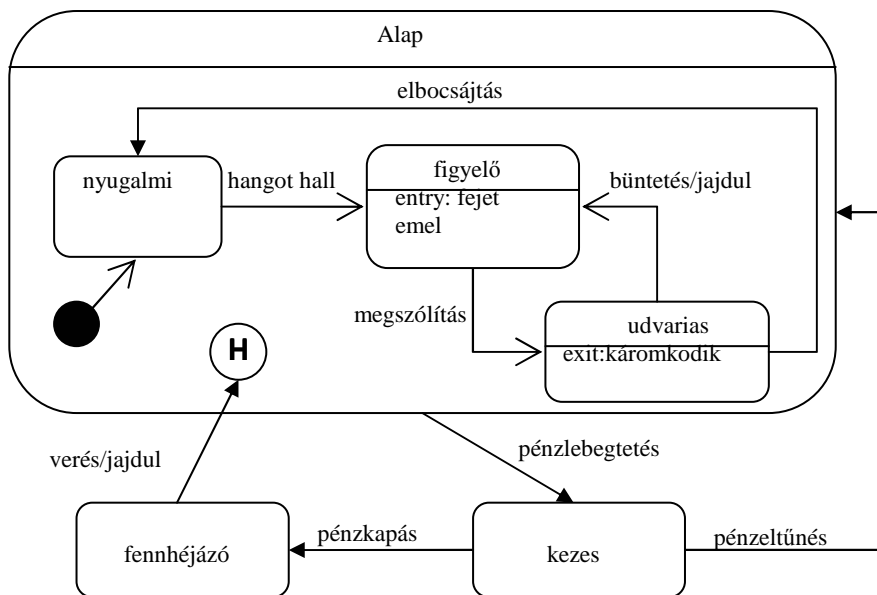 Alap
elbocsájtás
nyugalmi
hangot hall
figyelő
entry: fejet
emel
büntetés/jajdul
megszólítás
udvarias
exit:káromkodik
H
verés/jajdul
pénzlebegtetés
fennhéjázó
pénzkapás
kezes
pénzeltűnés